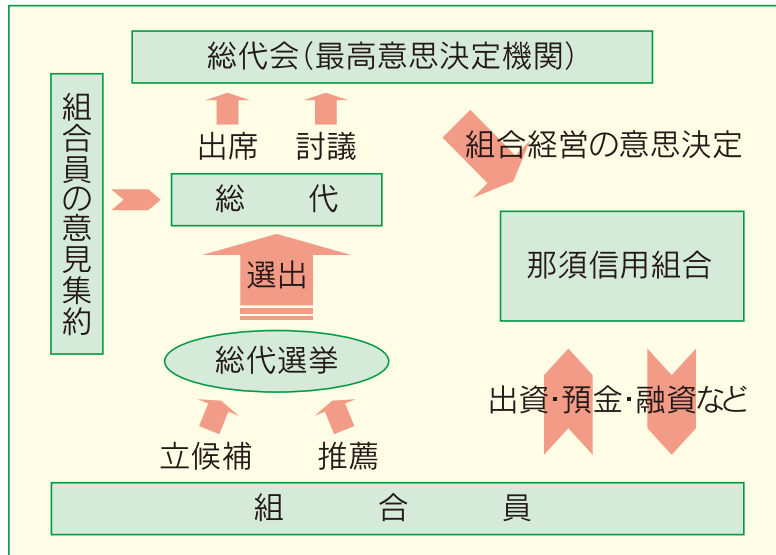 総代会(最高意思決定機関)
組合員の意見集約
出席 討議
組合経営の意思決定
総 代
那須信用組合
選出
総代選挙
出資・預金・融資など
立候補 推薦
組 合 員